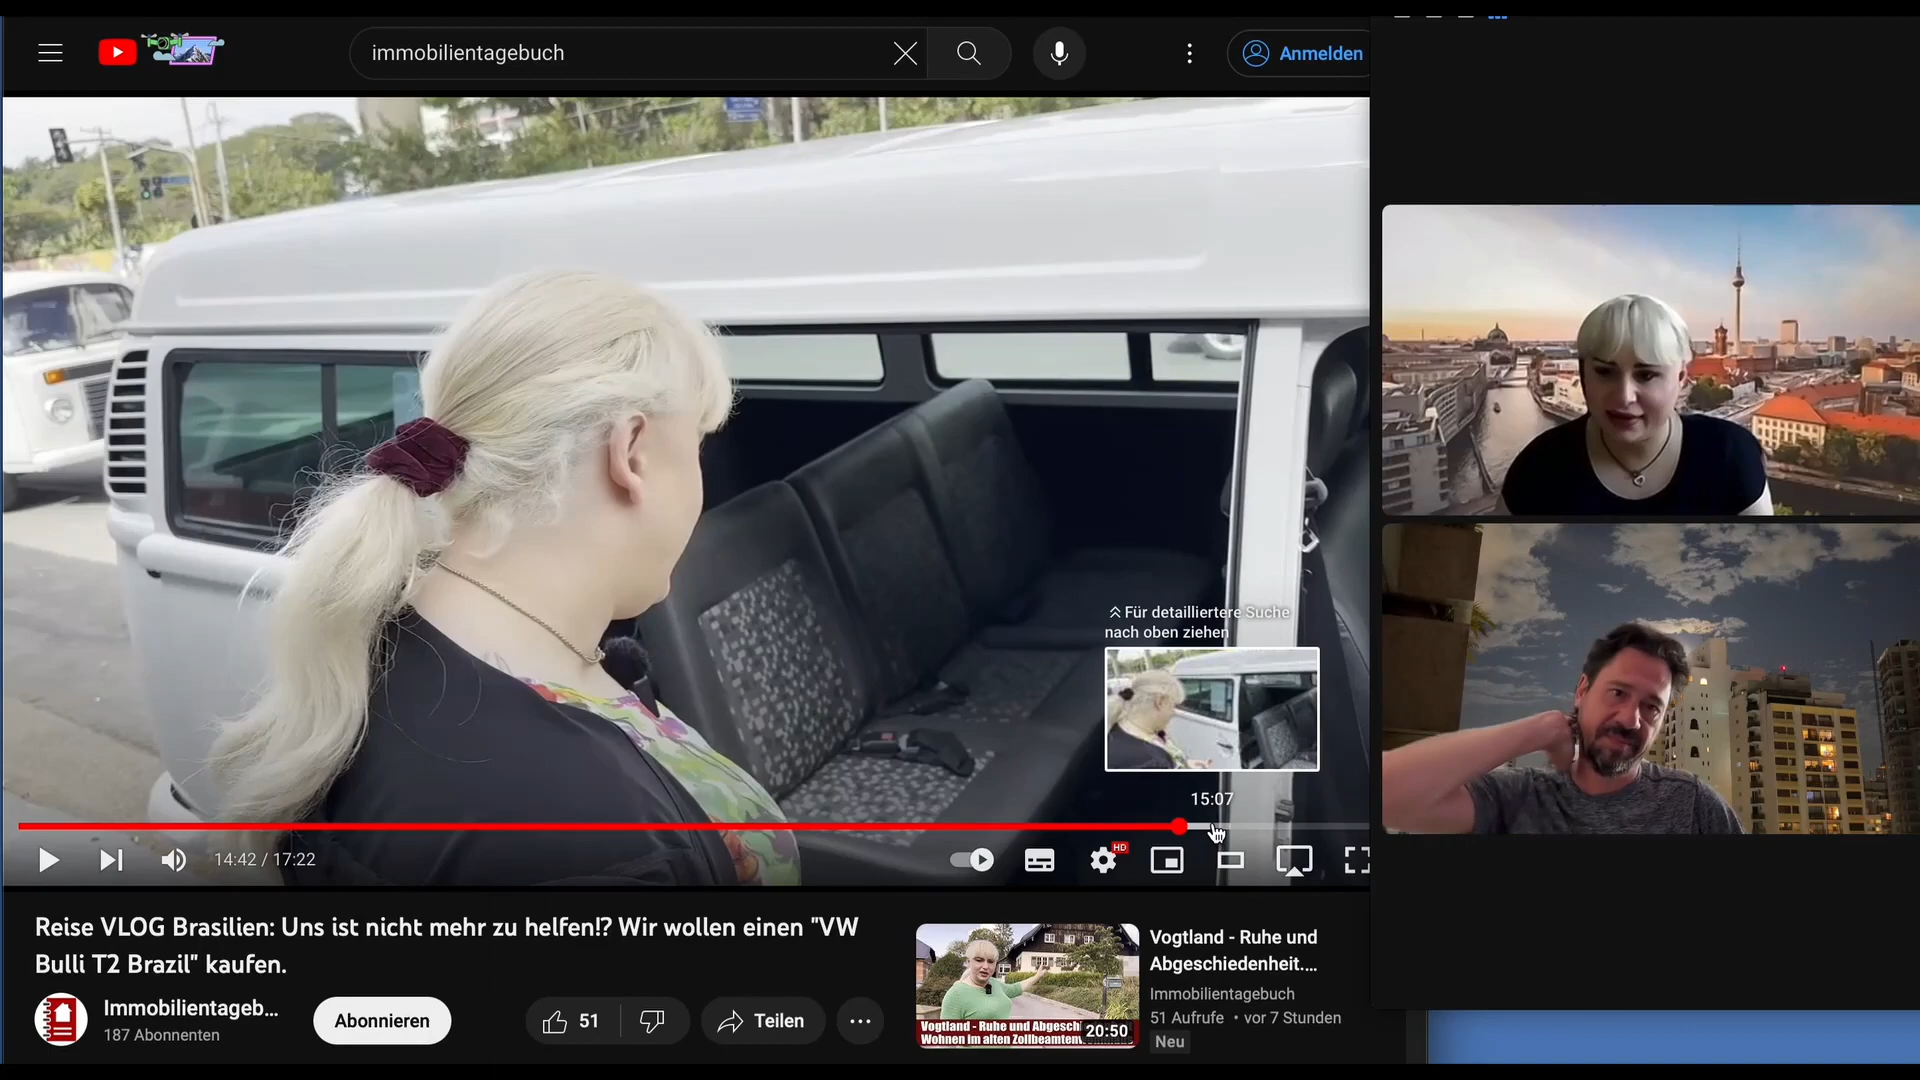 immobilientagebuch
Anmelden
Für detailliertere Suche
nach oben ziehen
15:07
14:42 / 17:22
HD
Reise VLOG Brasilien: Uns ist nicht mehr zu helfen!? Wir wollen einen "VW
Bulli T2 Brazil" kaufen.
Immobilientageb...
187 Abonnenten
Abonnieren
51
Teilen
Vogtland - Ruhe und
Abgeschiedenheit....
Immobilientagebuch
51 Aufrufe • vor 7 Stunden
Neu
Vogtland - Ruhe und Abgesch
Wohnen im alten Zollbeamten
20:50